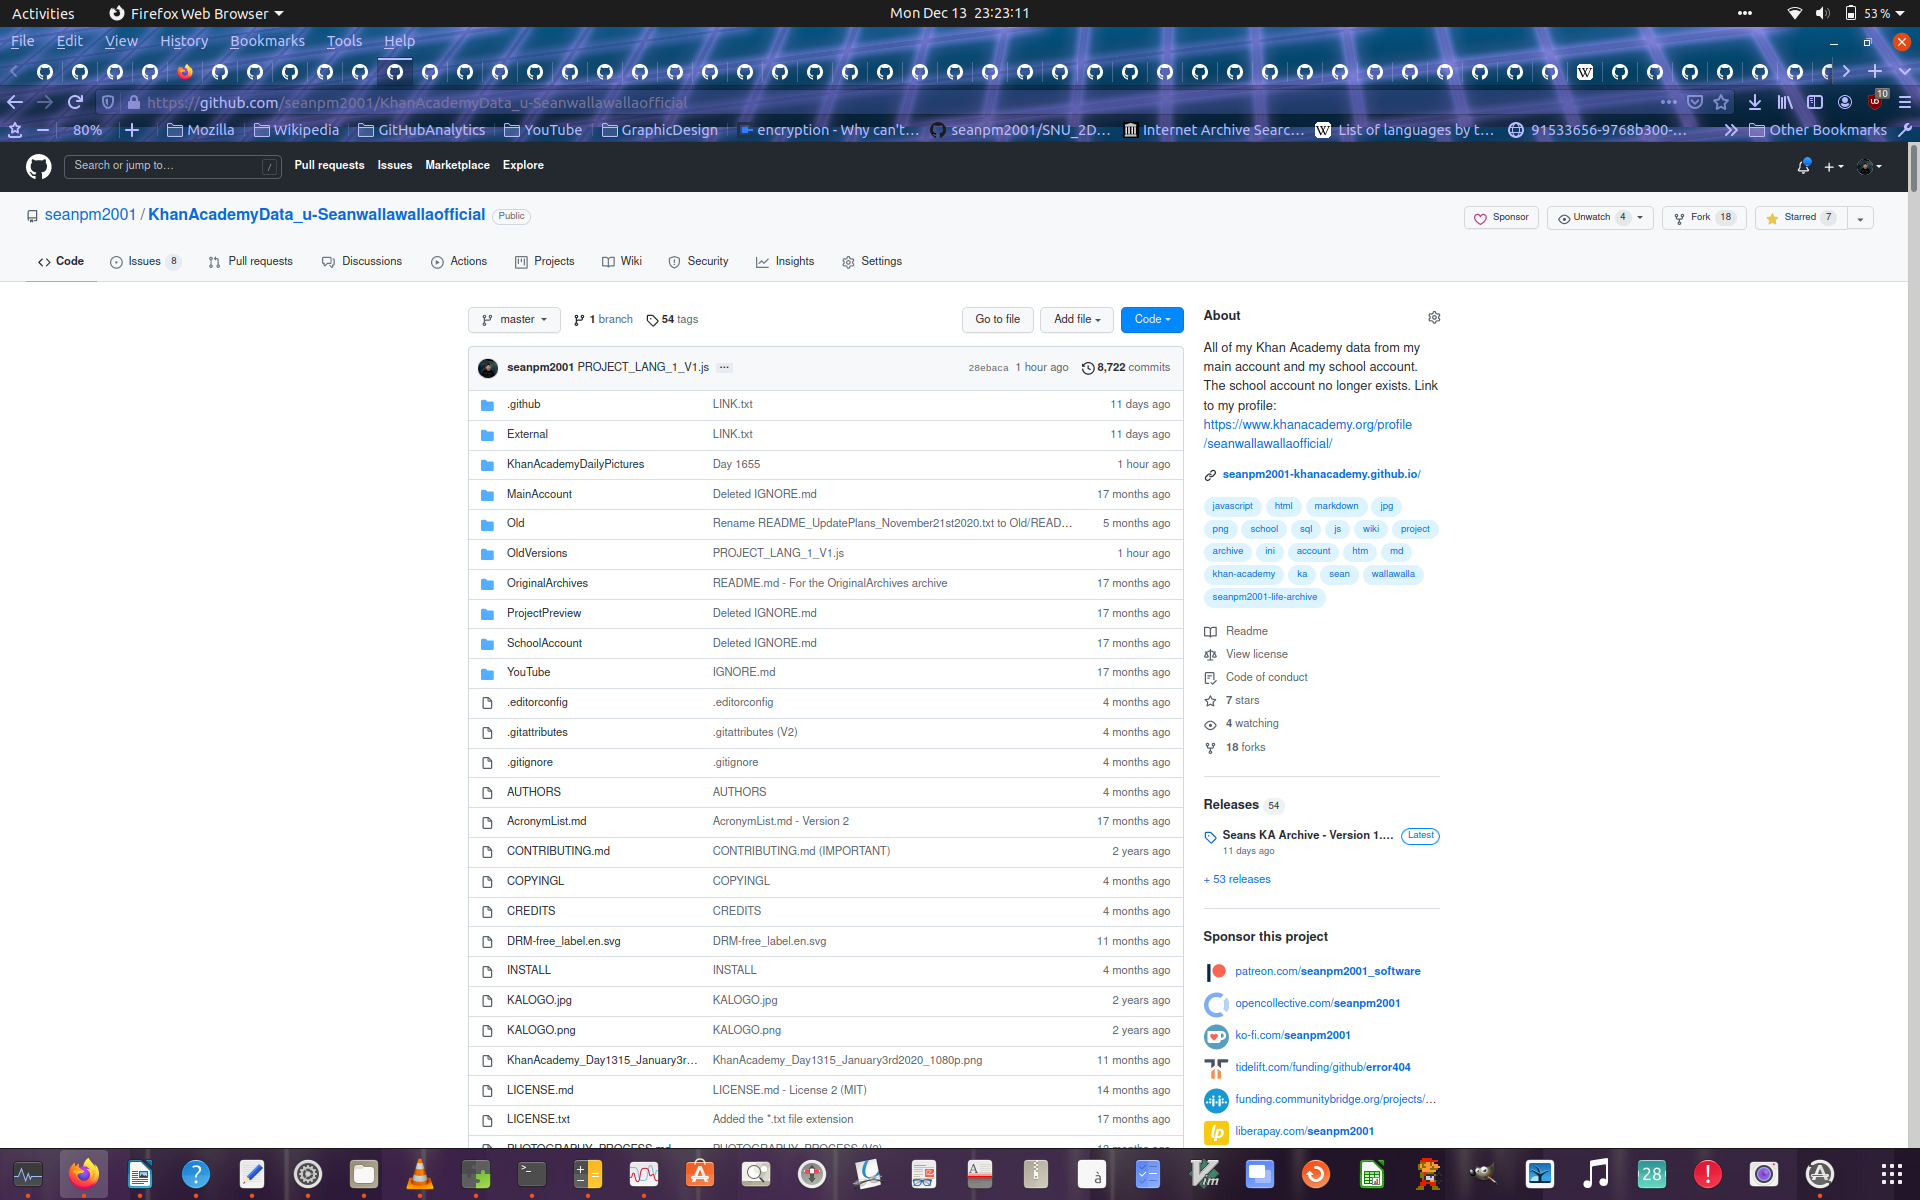 Activities Firefox Web Browser Mon Dec 13 23:23:11 53 %
File Edit View History Bookmarks Tools Help
https://github.com/seanpm2001/KhanAcademyData_u-Seanwallawallaofficial 10
80% Mozilla Wikipedia GitHubAnalytics YouTube GraphicDesign encryption - Why can't… seanpm2001/SNU_2D… Internet Archive Searc… List of languages by t… 91533656-9768b300-… Other Bookmarks
Search or jump to… / Pull requests Issues Marketplace Explore
seanpm2001 / KhanAcademyData_u-Seanwallawallaofficial Public Sponsor Unwatch 4 Fork 18 Starred 7
Code Issues 8 Pull requests Discussions Actions Projects Wiki Security Insights Settings
master 1 branch 54 tags Go to file Add file Code
seanpm2001 PROJECT_LANG_1_V1.js ... 28ebaca 1 hour ago 8,722 commits
.github LINK.txt 11 days ago
External LINK.txt 11 days ago
KhanAcademyDailyPictures Day 1655 1 hour ago
MainAccount Deleted IGNORE.md 17 months ago
Old Rename README_UpdatePlans_November21st2020.txt to Old/READ… 5 months ago
OldVersions PROJECT_LANG_1_V1.js 1 hour ago
OriginalArchives README.md - For the OriginalArchives archive 17 months ago
ProjectPreview Deleted IGNORE.md 17 months ago
SchoolAccount Deleted IGNORE.md 17 months ago
YouTube IGNORE.md 17 months ago
.editorconfig .editorconfig 4 months ago
.gitattributes .gitattributes (V2) 4 months ago
.gitignore .gitignore 4 months ago
AUTHORS AUTHORS 4 months ago
AcronymList.md AcronymList.md - Version 2 17 months ago
CONTRIBUTING.md CONTRIBUTING.md (IMPORTANT) 2 years ago
COPYINGL COPYINGL 4 months ago
CREDITS CREDITS 4 months ago
DRM-free_label.en.svg DRM-free_label.en.svg 11 months ago
INSTALL INSTALL 4 months ago
KALOGO.jpg KALOGO.jpg 2 years ago
KALOGO.png KALOGO.png 2 years ago
KhanAcademy_Day1315_January3r… KhanAcademy_Day1315_January3rd2020_1080p.png 11 months ago
LICENSE.md LICENSE.md - License 2 (MIT) 14 months ago
LICENSE.txt Added the *.txt file extension 17 months ago
About
All of my Khan Academy data from my
main account and my school account.
The school account no longer exists. Link
to my profile:
https://www.khanacademy.org/profile
/seanwallawallaofficial/
seanpm2001-khanacademy.github.io/
javascript html markdown jpg
png school sql js wiki project
archive ini account htm md
khan-academy ka sean wallawalla
seanpm2001-life-archive
Readme
View license
Code of conduct
7 stars
4 watching
18 forks
Releases 54
Seans KA Archive - Version 1.… Latest
11 days ago
+ 53 releases
Sponsor this project
patreon.com/seanpm2001_software
opencollective.com/seanpm2001
ko-fi.com/seanpm2001
tidelift.com/funding/github/error404
funding.communitybridge.org/projects/…
liberapay.com/seanpm2001
28